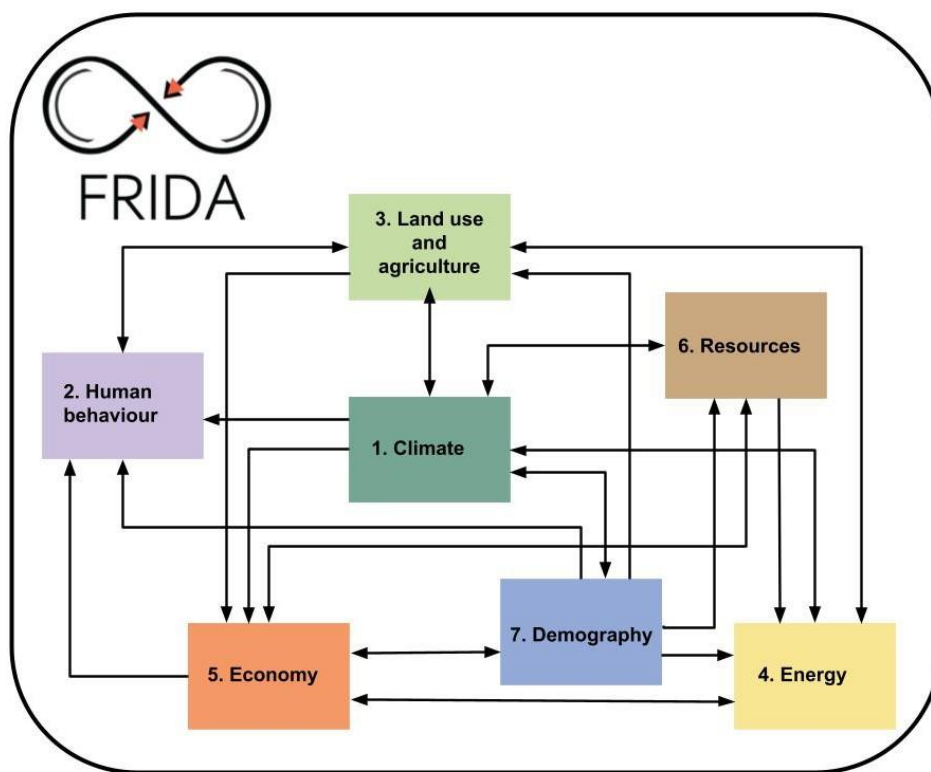 FRIDA
3. Land use
and
agriculture
6. Resources
2. Human
behaviour
1. Climate
7. Demography
5. Economy
4. Energy